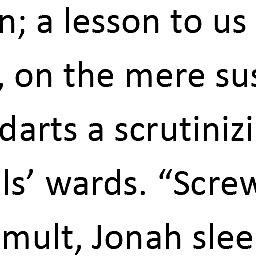 n; a lesson to us
, on the mere sus
darts a scrutinizi
ls’ wards. “Screw
mult, Jonah slee